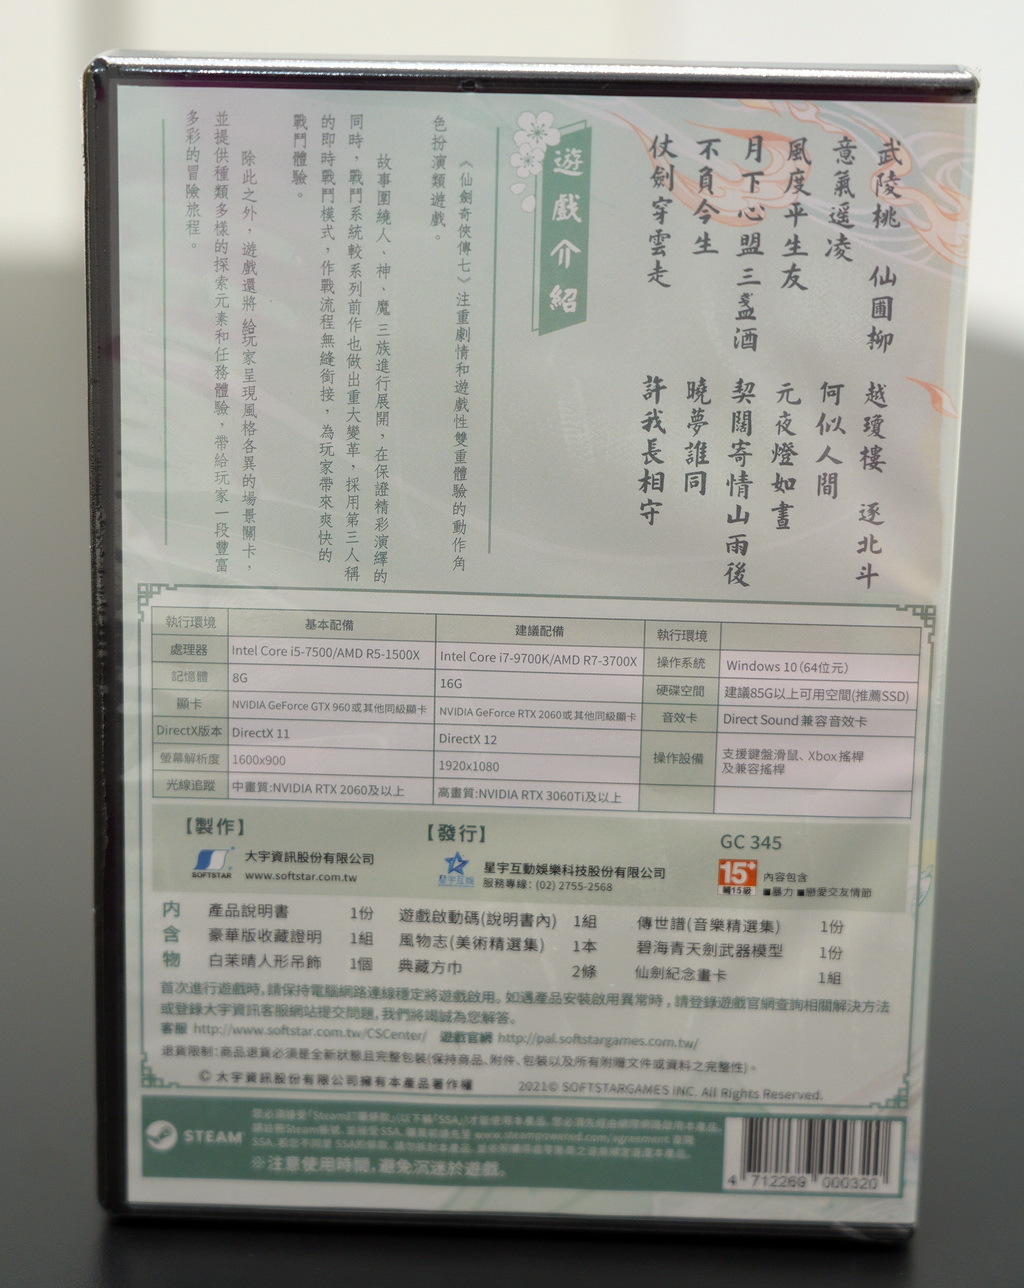 武陵桃 仙圃柳
意氣遥凌
風度平生友
月下心盟三盞酒
不負今生
仗劍穿雲走
越瓊樓 逐北斗
何似人間
元夜燈如晝
契闊寄情山雨後
曉夢誰同
許我長相守
遊戲介紹
《仙劍奇俠傳七》注重劇情和遊戲性雙重體驗的動作角
色扮演類遊戲。
故事圍繞人、神、魔 三族進行展開，在保證精彩演繹的
同時，戰鬥系統較系列前作也做出重大變革，採用第三人稱
的即時戰鬥模式，作戰流程無縫銜接，為玩家帶來爽快的
戰鬥體驗。
除此之外，遊戲還將 給玩家呈現風格各異的場景關卡，
並提供種類多樣的探索元素和任務體驗，帶給玩家一段豐富
多彩的冒險旅程。
執行環境 基本配備 建議配備 執行環境
處理器 Intel Core i5-7500/AMD R5-1500X Intel Core i7-9700K/AMD R7-3700X 操作系統 Windows 10 (64位元)
記憶體 8G 16G 硬碟空間 建議85G以上可用空間(推薦SSD)
顯卡 NVIDIA GeForce GTX 960或其他同級顯卡 NVIDIA GeForce RTX 2060或其他同級顯卡 音效卡 Direct Sound兼容音效卡
DirectX版本 DirectX 11 DirectX 12 操作設備 支援鍵盤滑鼠、Xbox搖桿
及兼容搖桿
螢幕解析度 1600x900 1920x1080
光線追蹤 中畫質:NVIDIA RTX 2060及以上 高畫質:NVIDIA RTX 3060Ti及以上
【製作】 【發行】 GC 345
SOFTSTAR 大宇資訊股份有限公司
www.softstar.com.tw
星宇互娛 星宇互動娛樂科技股份有限公司
服務專線: (02) 2755-2568
15+ 輔15級 內容包含
■暴力 ■戀愛交友情節
內含物
產品說明書 1份 遊戲啟動碼(說明書內) 1組 傳世譜(音樂精選集) 1份
豪華版收藏證明 1組 風物志(美術精選集) 1本 碧海青天劍武器模型 1份
白茉晴人形吊飾 1個 典藏方巾 2條 仙劍紀念畫卡 1組
首次進行遊戲時,請保持電腦網路連線穩定將遊戲啟用。如遇產品安裝啟用異常時，請登錄遊戲官網查詢相關解決方法
或登錄大宇資訊客服網站提交問題,我們將竭誠為您解答。
客服 http://www.softstar.com.tw/CSCenter/ 遊戲官網 http://pal.softstargames.com.tw/
退貨限制：商品退貨必須是全新狀態且完整包裝(保持商品、附件、包裝以及所有附贈文件或資料之完整性)。
© 大宇資訊股份有限公司擁有本產品著作權 2021© SOFTSTARGAMES INC. All Rights Reserved.
STEAM
您必須接受「Steam訂購條款」(以下稱「SSA」)才能使用本產品。
www.steampowered.com/agreement
※注意使用時間，避免沉迷於遊戲。
4 712269 000320